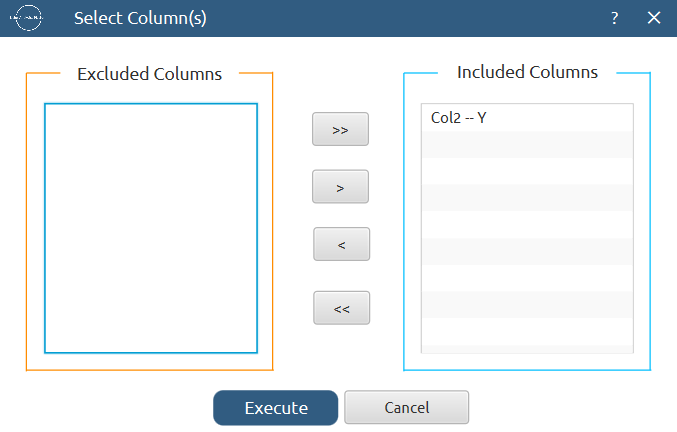 Select Column(s)
?
Excluded Columns
Included Columns
Col2 -- Y
>>
>
<
<<
Execute
Cancel